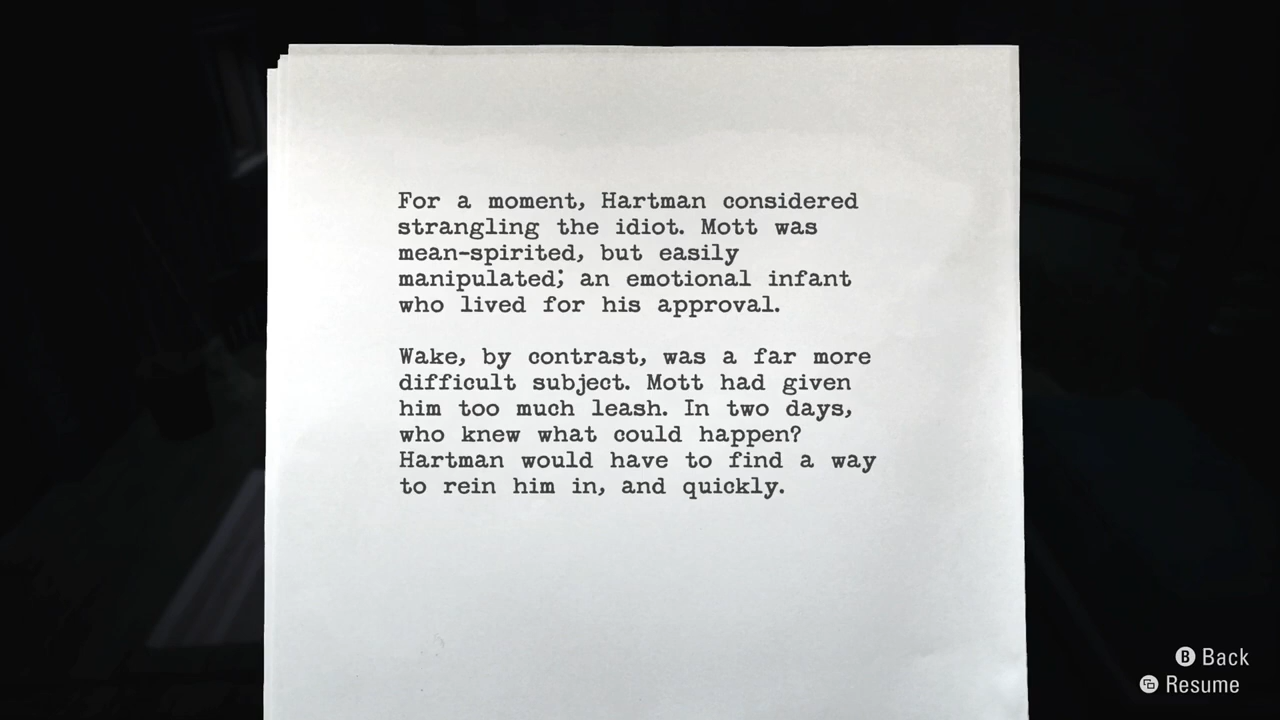 For a moment, Hartman considered
strangling the idiot. Mott was
mean-spirited, but easily
manipulated; an emotional infant
who lived for his approval.
Wake, by contrast, was a far more
difficult subject. Mott had given
him too much leash. In two days,
who knew what could happen?
Hartman would have to find a way
to rein him in, and quickly.
B Back
Resume